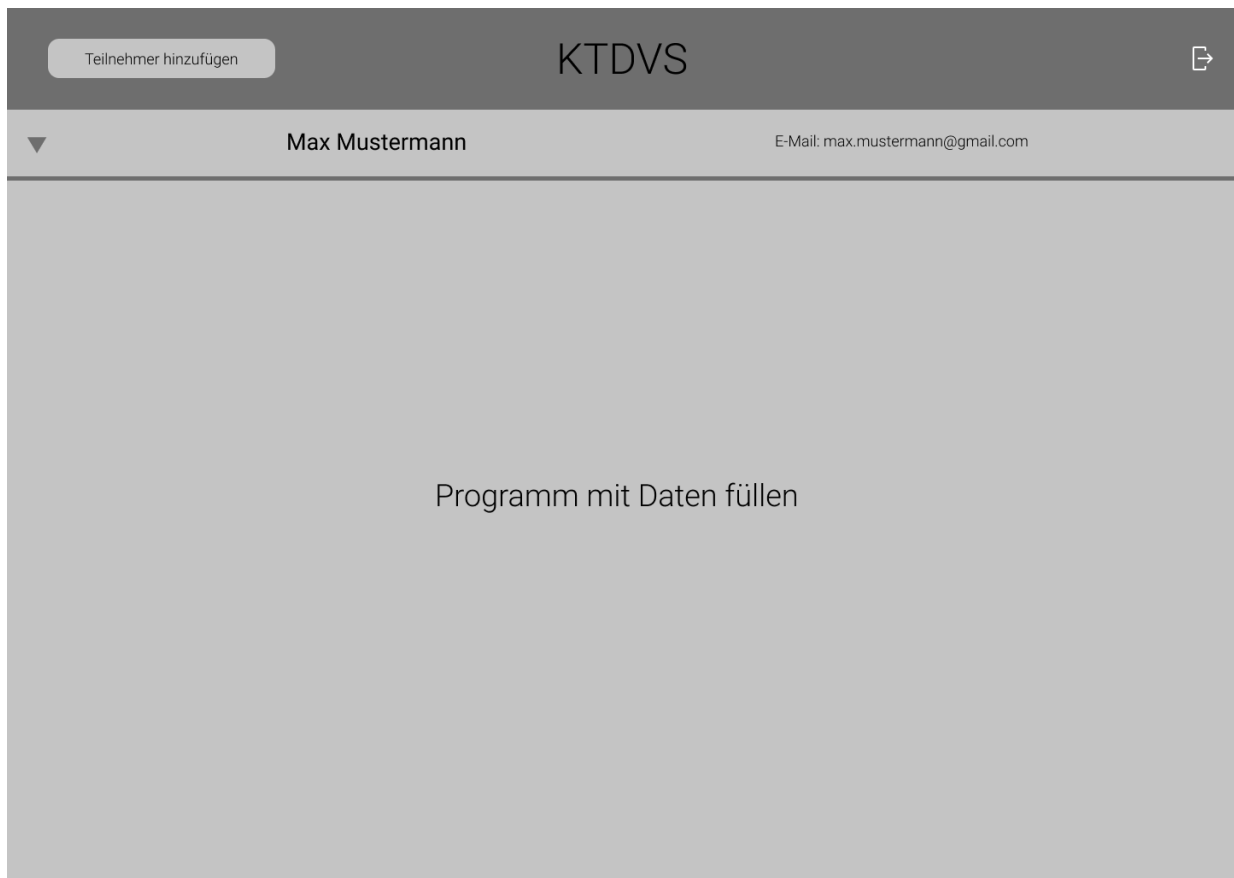 Teilnehmer hinzufügen
KTDVS
Max Mustermann
E-Mail: max.mustermann@gmail.com
Programm mit Daten füllen